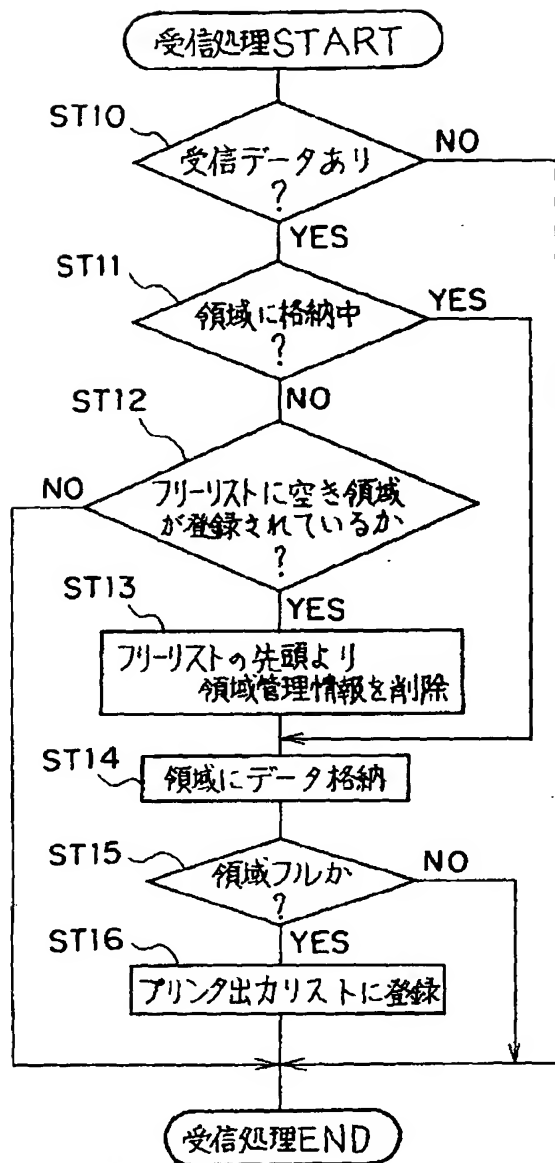 受信処理START
ST10
受信データあり
?
NO
YES
ST11
領域に格納中
?
YES
NO
ST12
フリーリストに空き領域
が登録されているか
?
NO
YES
ST13
フリーリストの先頭より
領域管理情報を削除
ST14
領域にデータ格納
ST15
領域フルか
?
NO
YES
ST16
プリンタ出力リストに登録
受信処理END